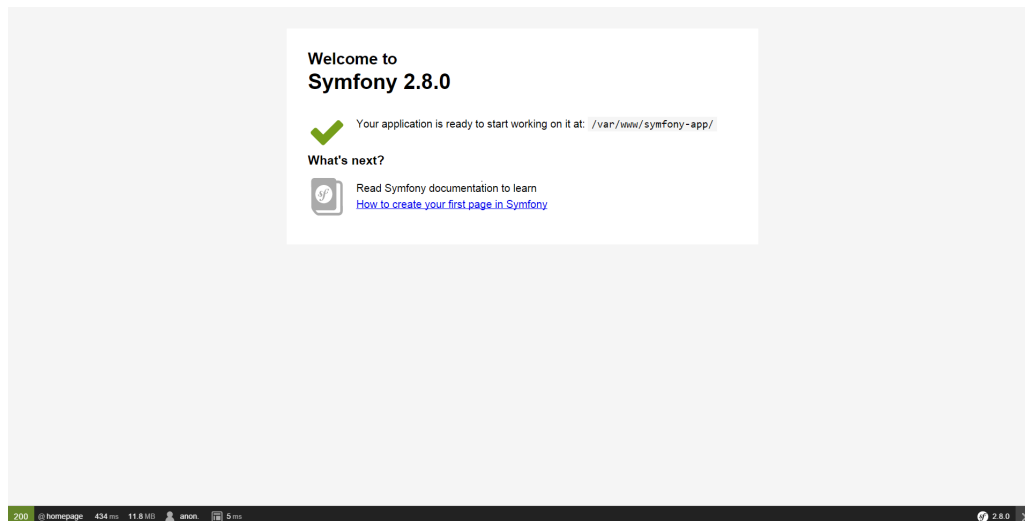 Welcome to
Symfony 2.8.0
Your application is ready to start working on it at: /var/www/symfony-app/
What's next?
Read Symfony documentation to learn
How to create your first page in Symfony
200 @ homepage 434 ms 11.8 MB anon. 5 ms sf 2.8.0